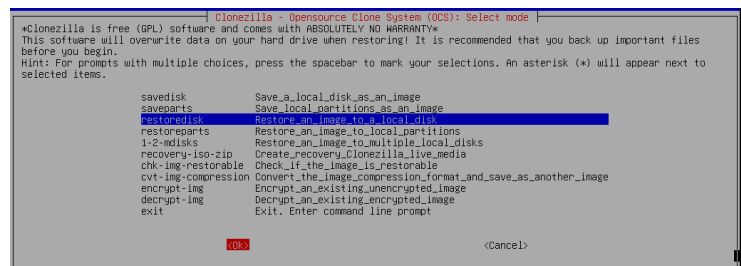 Clonezilla - Opensource Clone System (OCS): Select mode
*Clonezilla is free (GPL) software and comes with ABSOLUTELY NO WARRANTY*
This software will overwrite data on your hard drive when restoring! It is recommended that you back up important files
before you begin.
Hint: For prompts with multiple choices, press the spacebar to mark your selections. An asterisk (*) will appear next to
selected items.
savedisk Save_a_local_disk_as_an_image
saveparts Save_local_partitions_as_an_image
restoredisk Restore_an_image_to_a_local_disk
restoreparts Restore_an_image_to_local_partitions
1-2-mdisks Restore_an_image_to_multiple_local_disks
recovery-iso-zip Create_recovery_Clonezilla_live_media
chk-img-restorable Check_if_the_image_is_restorable
cvt-img-compression Convert_the_image_compression_format_and_save_as_another_image
encrypt-img Encrypt_an_existing_unencrypted_image
decrypt-img Decrypt_an_existing_encrypted_image
exit Exit. Enter command line prompt
<Ok> <Cancel>